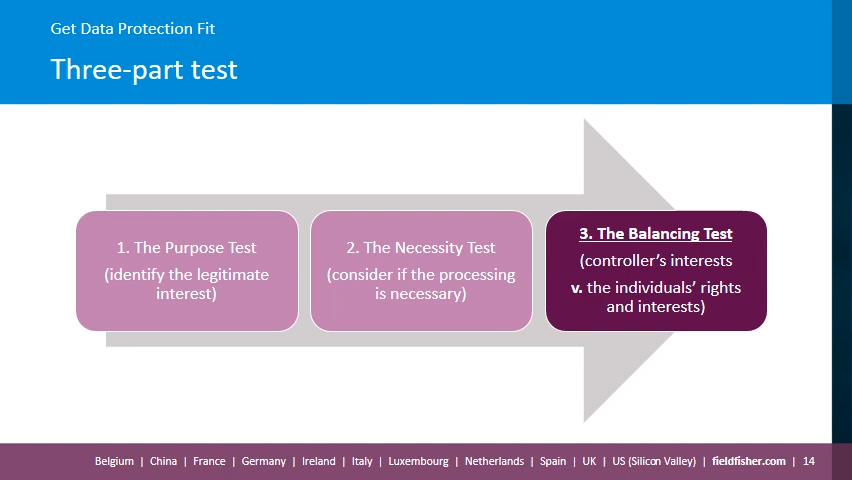 Get Data Protection Fit
Three-part test
1. The Purpose Test
(identify the legitimate
interest)
2. The Necessity Test
(consider if the processing
is necessary)
3. The Balancing Test
(controller’s interests
v. the individuals’ rights
and interests)
Belgium | China | France | Germany | Ireland | Italy | Luxembourg | Netherlands | Spain | UK | US (Silicon Valley) | fieldfisher.com | 14